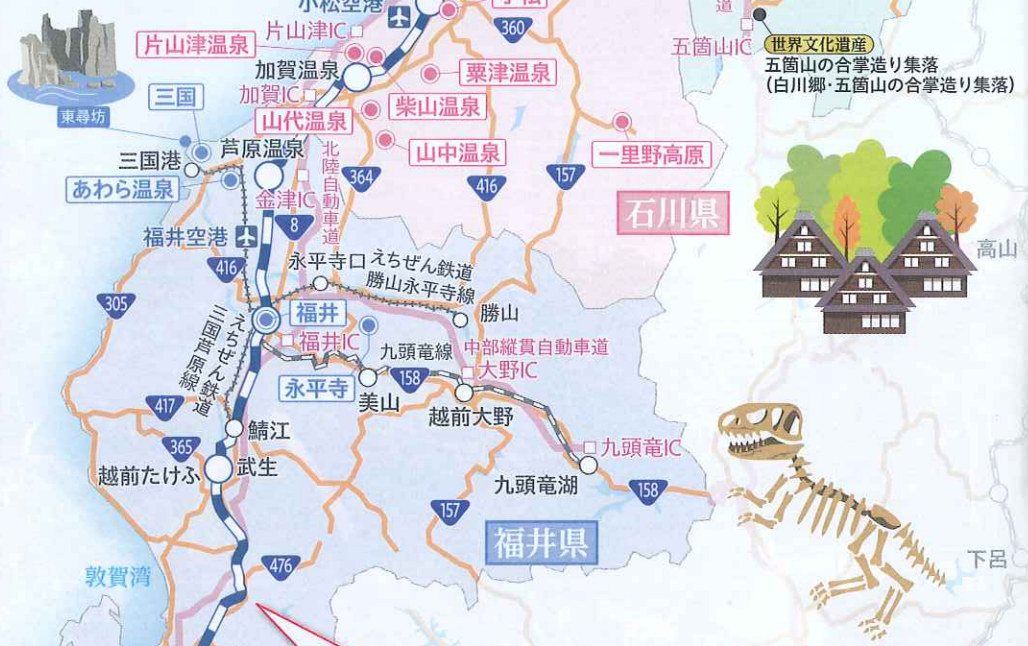 小松空港
小松
360
道
片山津IC
片山津温泉
五箇山IC
世界文化遺産
五箇山の合掌造り集落
(白川郷・五箇山の合掌造り集落)
加賀温泉
粟津温泉
加賀IC
柴山温泉
三国
山代温泉
東尋坊
三国港
芦原温泉
北陸自動車道
山中温泉
一里野高原
あわら温泉
364
416
157
金津IC
石川県
8
福井空港
高山
416
永平寺口
えちぜん鉄道
勝山永平寺線
305
福井
勝山
えちぜん鉄道
三国芦原線
福井IC
九頭竜線
中部縦貫自動車道
大野IC
永平寺
158
美山
越前大野
417
鯖江
365
九頭竜IC
越前たけふ
武生
九頭竜湖
158
157
福井県
敦賀湾
476
下呂